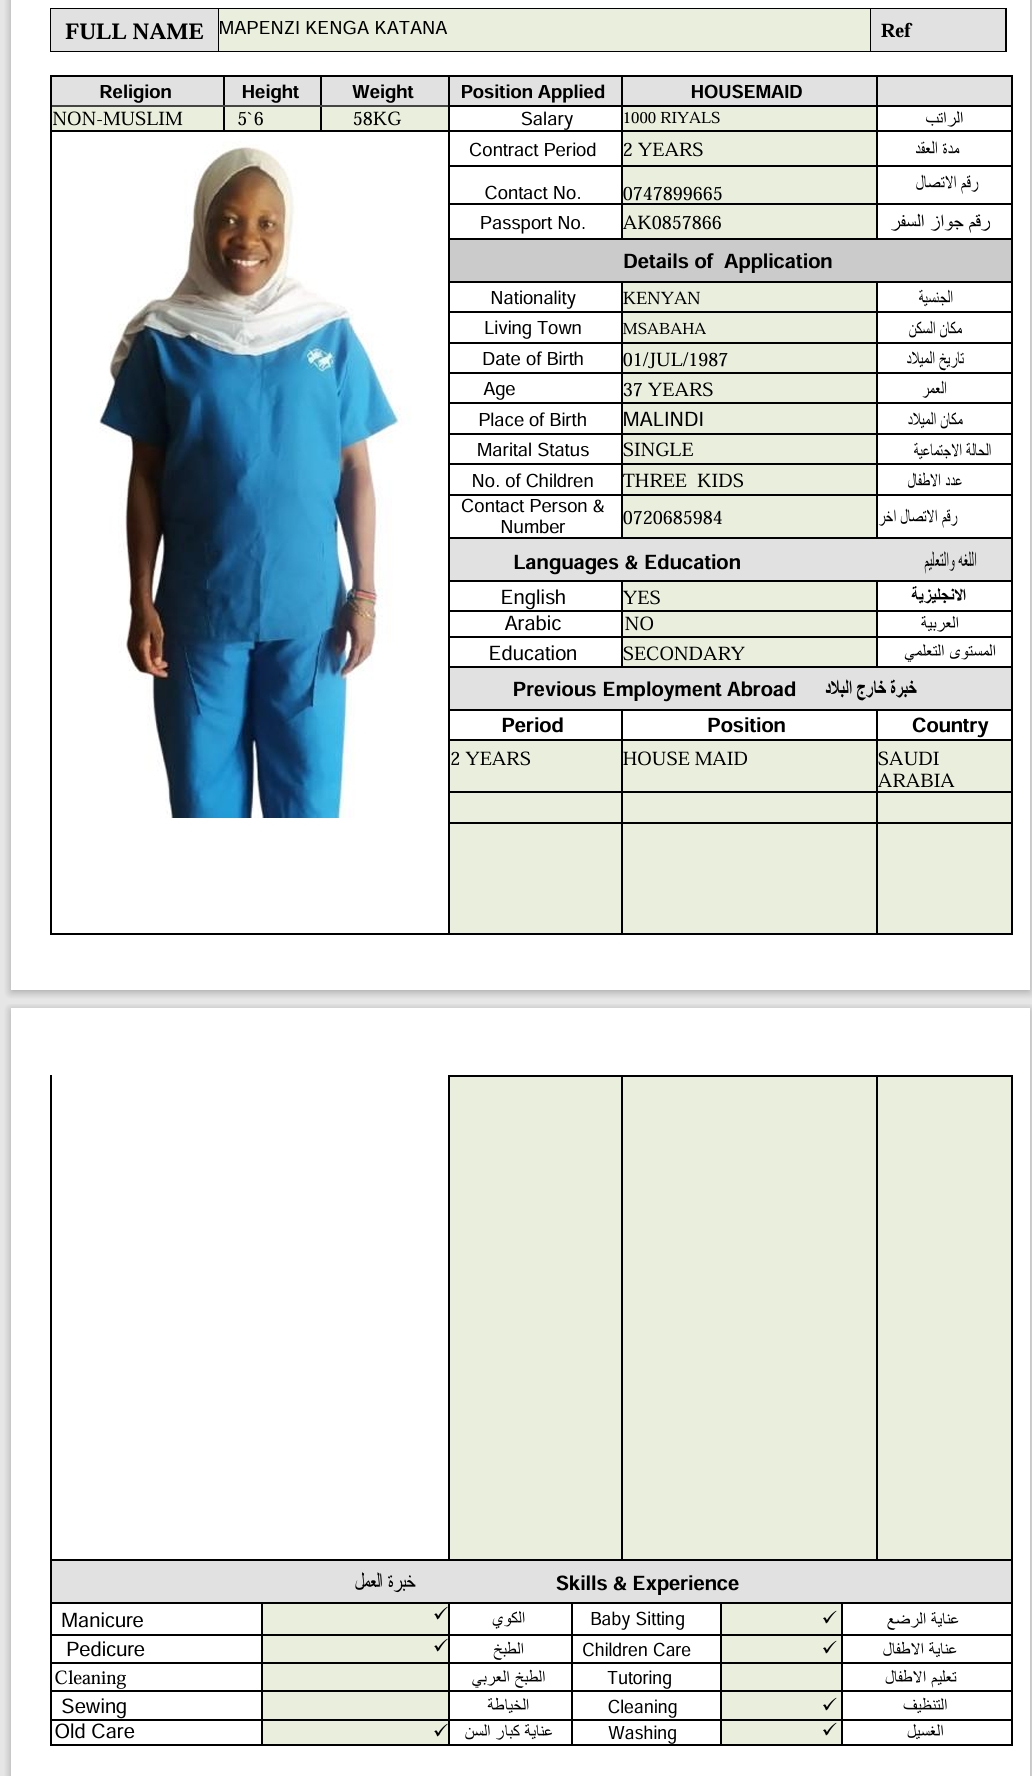 FULL NAME MAPENZI KENGA KATANA Ref
Religion Height Weight Position Applied HOUSEMAID
NON-MUSLIM 5`6 58KG Salary 1000 RIYALS الراتب
Contract Period 2 YEARS مدة العقد
Contact No. 0747899665 رقم الاتصال
Passport No. AK0857866 رقم جواز السفر
Details of Application
Nationality KENYAN الجنسية
Living Town MSABAHA مكان السكن
Date of Birth 01/JUL/1987 تاريخ الميلاد
Age 37 YEARS العمر
Place of Birth MALINDI مكان الميلاد
Marital Status SINGLE الحالة الاجتماعية
No. of Children THREE KIDS عدد الاطفال
Contact Person &
Number 0720685984 رقم الاتصال اخر
Languages & Education اللغه والتعليم
English YES الانجليزية
Arabic NO العربية
Education SECONDARY المستوى التعلمي
Previous Employment Abroad خبرة خارج البلاد
Period Position Country
2 YEARS HOUSE MAID SAUDI
ARABIA
خبرة العمل Skills & Experience
Manicure ✓ الكوي Baby Sitting ✓ عناية الرضع
Pedicure ✓ الطبخ Children Care ✓ عناية الاطفال
Cleaning الطبخ العربي Tutoring تعليم الاطفال
Sewing الخياطة Cleaning ✓ التنظيف
Old Care ✓ عناية كبار السن Washing ✓ الغسيل